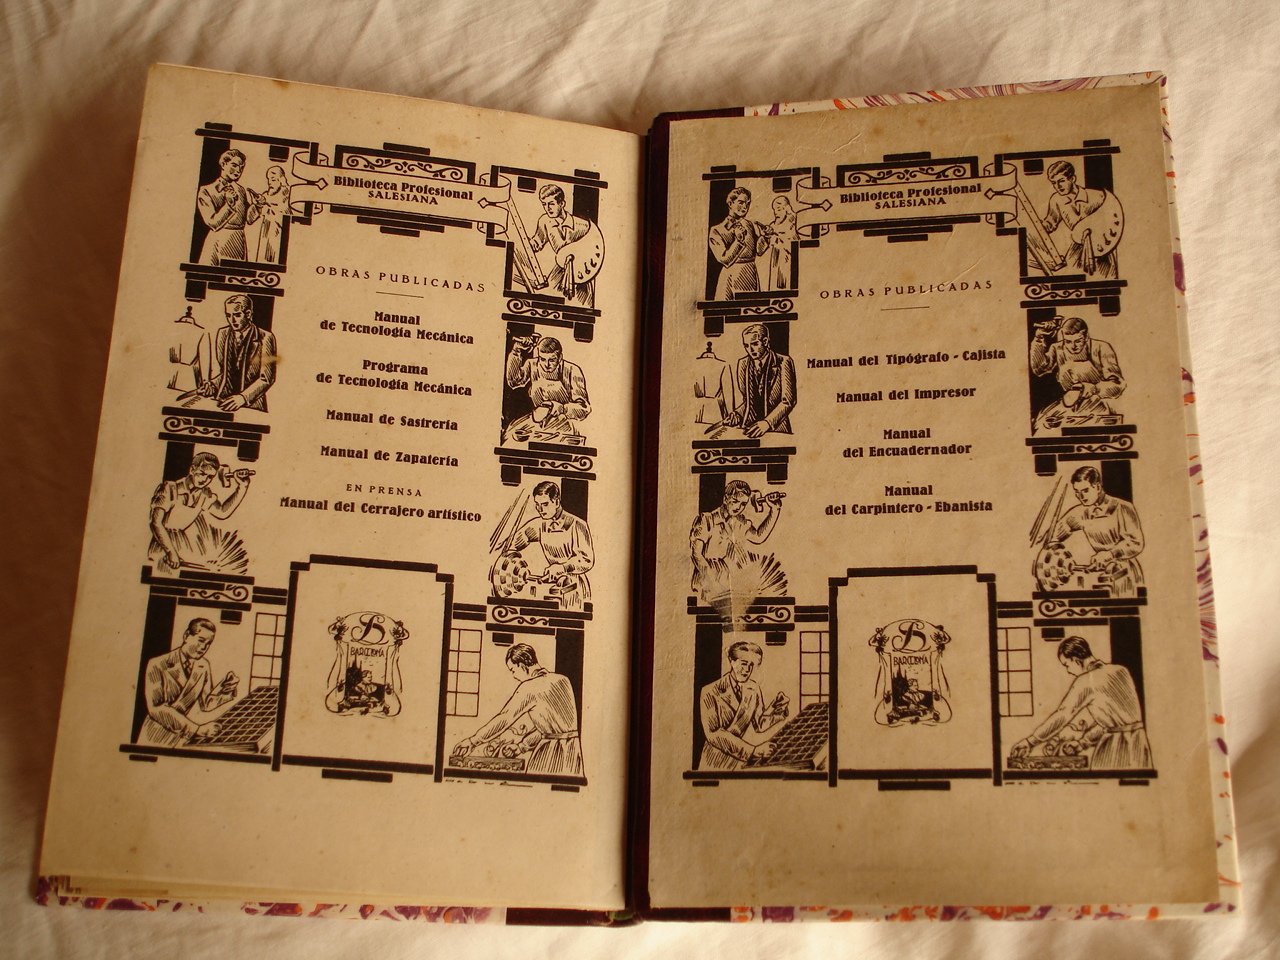 Biblioteca Profesional
SALESIANA
OBRAS PUBLICADAS
Manual
de Tecnología Mecánica
Programa
de Tecnología Mecánica
Manual de Sastrería
Manual de Zapatería
EN PRENSA
Manual del Cerrajero artístico
BARCELONA
Biblioteca Profesional
SALESIANA
OBRAS PUBLICADAS
Manual del Tipógrafo - Cajista
Manual del Impresor
Manual
del Encuadernador
Manual
del Carpintero - Ebanista
BARCELONA